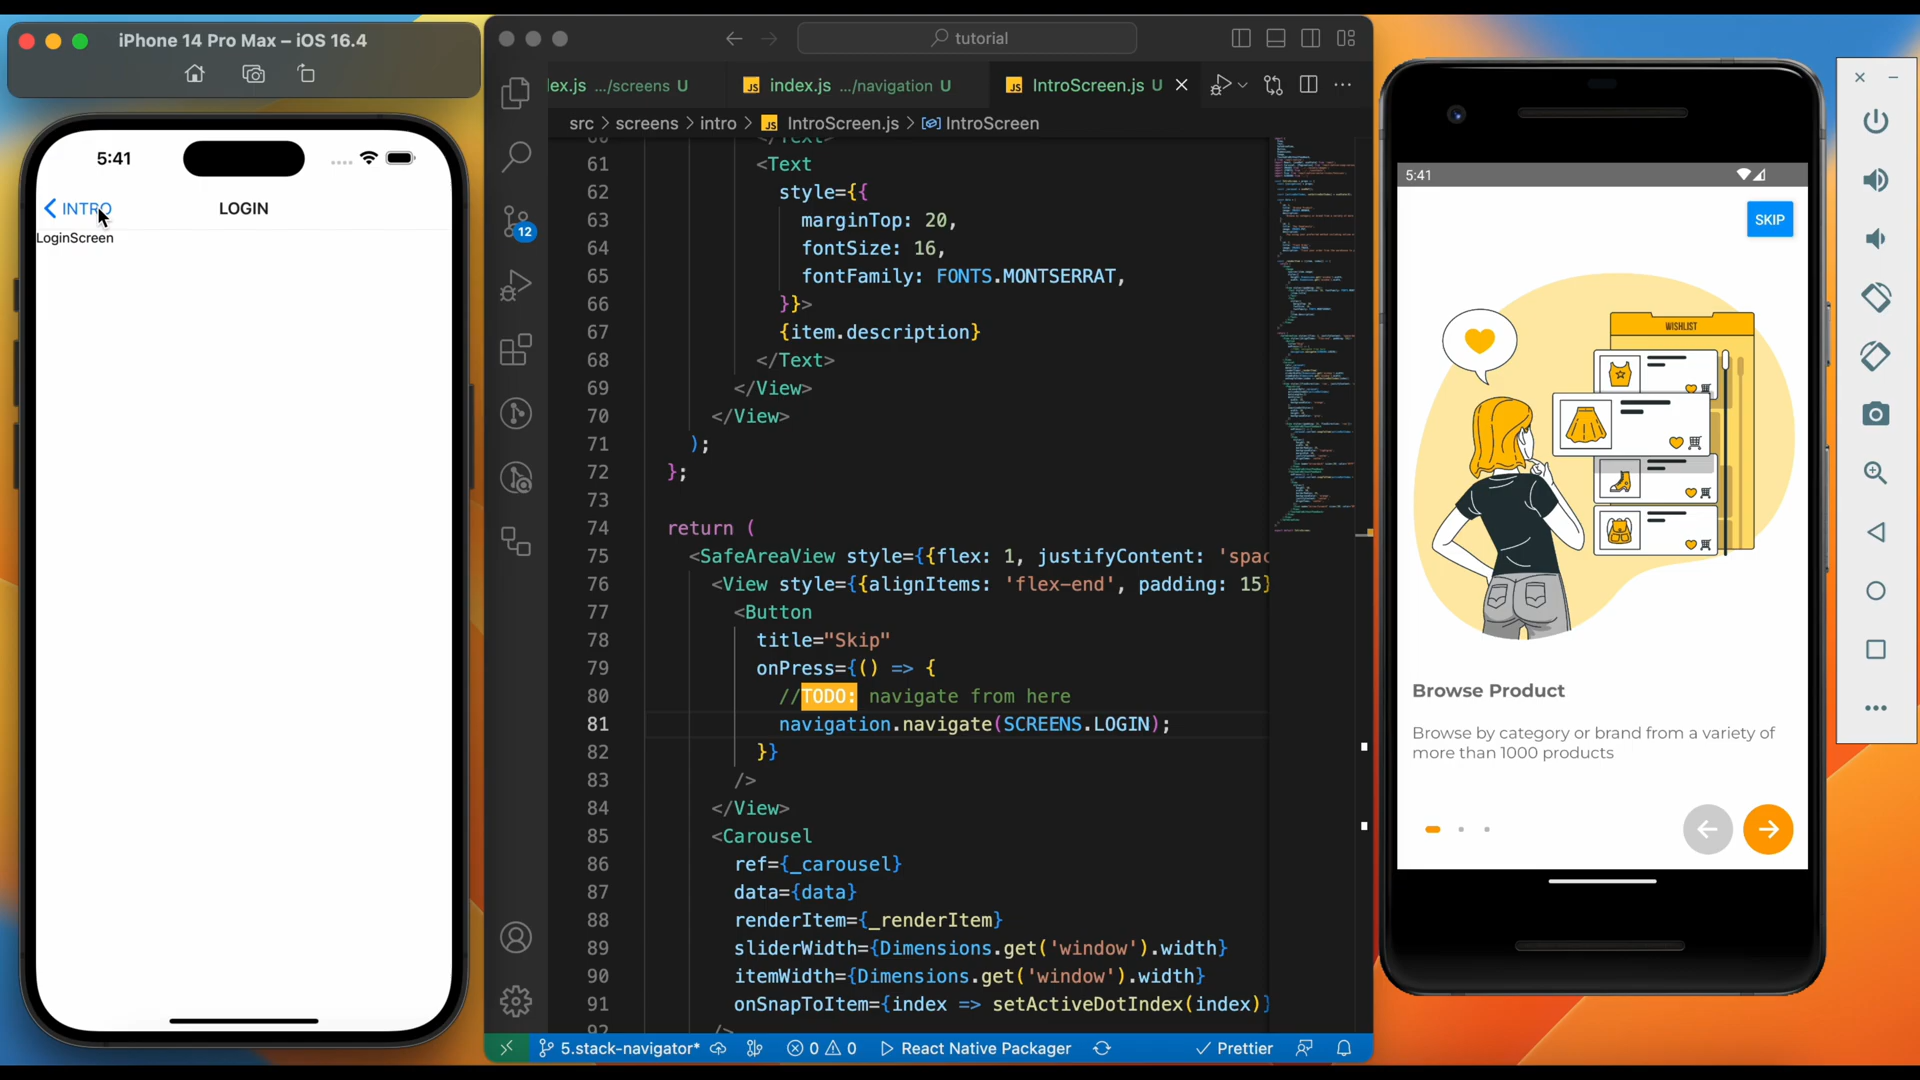 iPhone 14 Pro Max – iOS 16.4
5:41
INTRO
LOGIN
LoginScreen
tutorial
ex.js .../screens U
JS index.js .../navigation U
JS IntroScreen.js U
src > screens > intro > JS IntroScreen.js > IntroScreen
60 </Text>
61 <Text
62 style={{
63 marginTop: 20,
64 fontSize: 16,
65 fontFamily: FONTS.MONTSERRAT,
66 }}>
67 {item.description}
68 </Text>
69 </View>
70 </View>
71 );
72 };
73
74 return (
75 <SafeAreaView style={{flex: 1, justifyContent: 'spac
76 <View style={{alignItems: 'flex-end', padding: 15}
77 <Button
78 title="Skip"
79 onPress={() => {
80 //TODO: navigate from here
81 navigation.navigate(SCREENS.LOGIN);
82 }}
83 />
84 </View>
85 <Carousel
86 ref={_carousel}
87 data={data}
88 renderItem={_renderItem}
89 sliderWidth={Dimensions.get('window').width}
90 itemWidth={Dimensions.get('window').width}
91 onSnapToItem={index => setActiveDotIndex(index)}
92 />
12
5.stack-navigator*
0 0
React Native Packager
Prettier
5:41
SKIP
WISHLIST
Browse Product
Browse by category or brand from a variety of
more than 1000 products